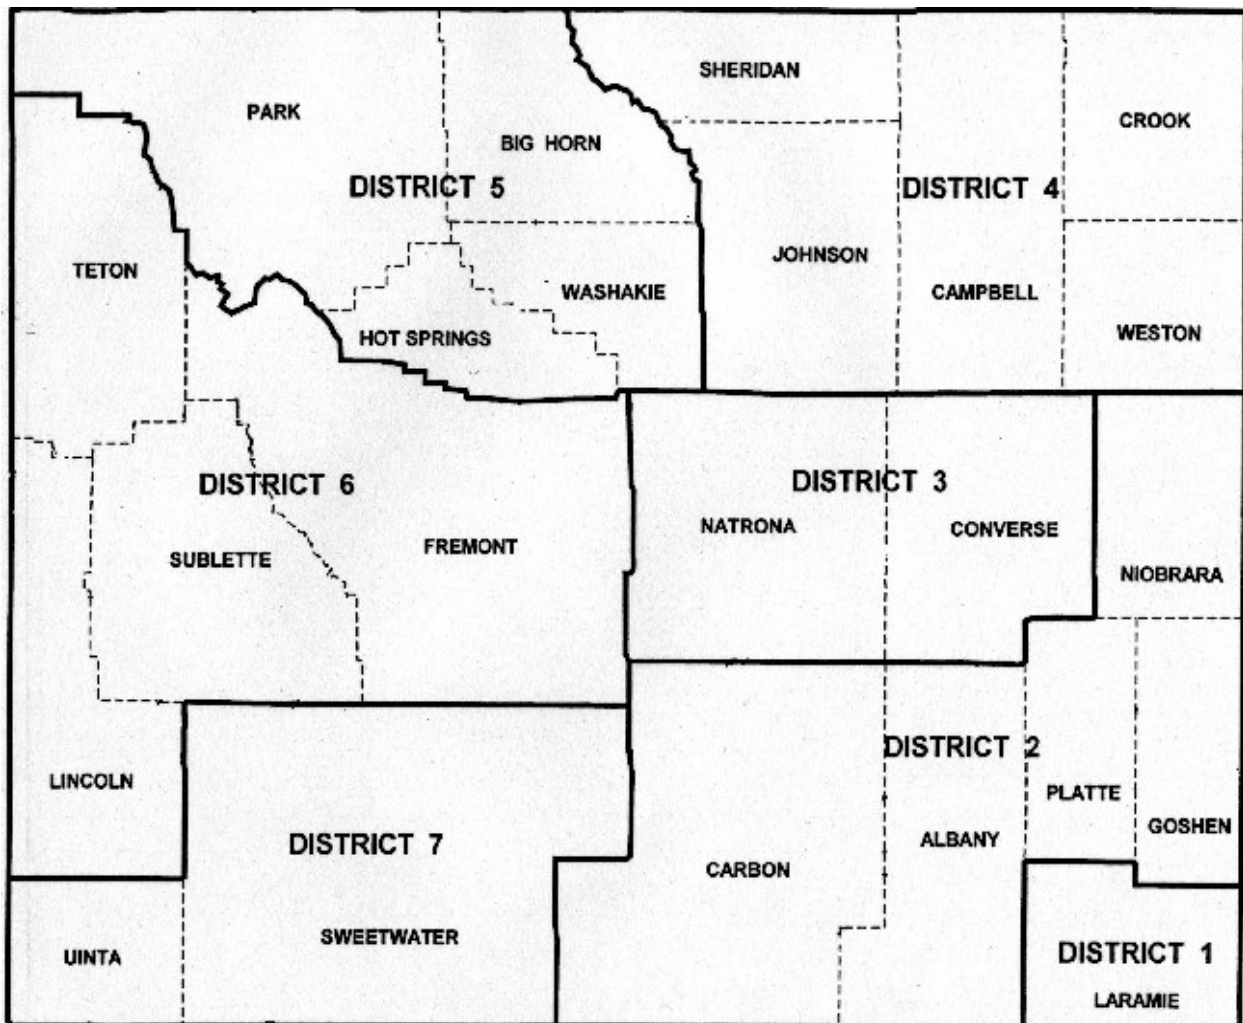 SHERIDAN
PARK
CROOK
BIG HORN
DISTRICT 5
DISTRICT 4
JOHNSON
TETON
WASHAKIE
CAMPBELL
HOT SPRINGS
WESTON
DISTRICT 6
DISTRICT 3
NATRONA
CONVERSE
SUBLETTE
FREMONT
NIOBRARA
DISTRICT 2
LINCOLN
PLATTE
GOSHEN
DISTRICT 7
ALBANY
CARBON
SWEETWATER
UINTA
DISTRICT 1
LARAMIE